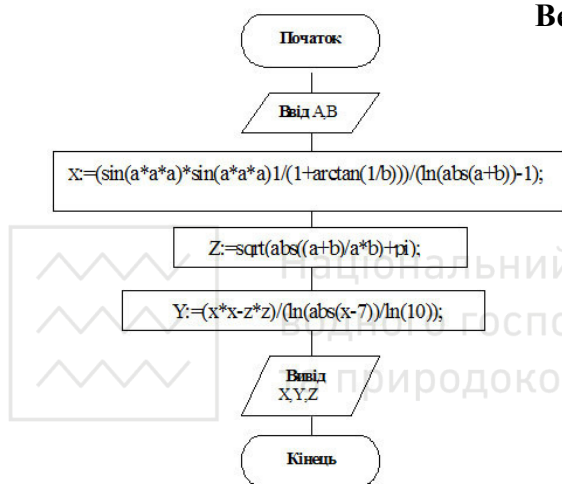 Во
Початок
Ввід A,B
x:=(sin(a*a*a)*sin(a*a*a)1/(1+arctan(1/b)))/(ln(abs(a+b))-1);
Z:=sqrt(abs((a+b)/a*b)+pi);
Національний
Y:=(x*x-z*z)/(ln(abs(x-7))/ln(10));
водного госпо
Вивід
X,Y,Z
природоко
Кінець